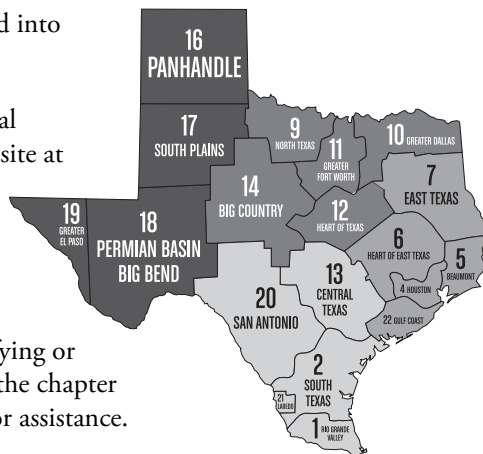 d into
al
site at
ying or
the chapter
or assistance.
16
PANHANDLE
17
SOUTH PLAINS
9
NORTH TEXAS
11
GREATER
FORT WORTH
10 GREATER DALLAS
7
EAST TEXAS
14
BIG COUNTRY
12
HEART OF TEXAS
19
GREATER
EL PASO
18
PERMIAN BASIN
BIG BEND
6
HEART OF EAST TEXAS
5
BEAUMONT
4 HOUSTON
13
CENTRAL
TEXAS
20
SAN ANTONIO
22 GULF COAST
2
SOUTH
TEXAS
21
LAREDO
1 RIO GRANDE
VALLEY